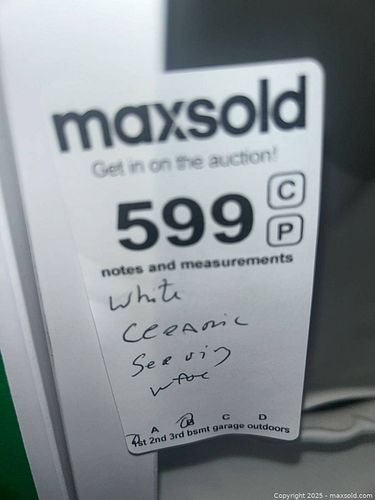 maxsold
Get in on the auction!
599
C
P
notes and measurements
White
Ceramic
Serving
ware
A B C D
1st 2nd 3rd bsmt garage outdoors
Copyright 2025 - maxsold.com